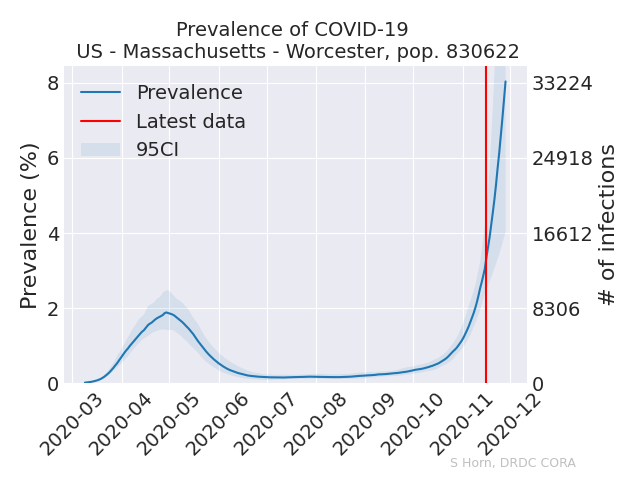 Prevalence of COVID-19
US - Massachusetts - Worcester, pop. 830622
Prevalence
Latest data
95CI
Prevalence (%)
8
6
4
2
0
33224
24918
16612
8306
0
# of infections
2020-03
2020-04
2020-05
2020-06
2020-07
2020-08
2020-09
2020-10
2020-11
2020-12
S Horn, DRDC CORA